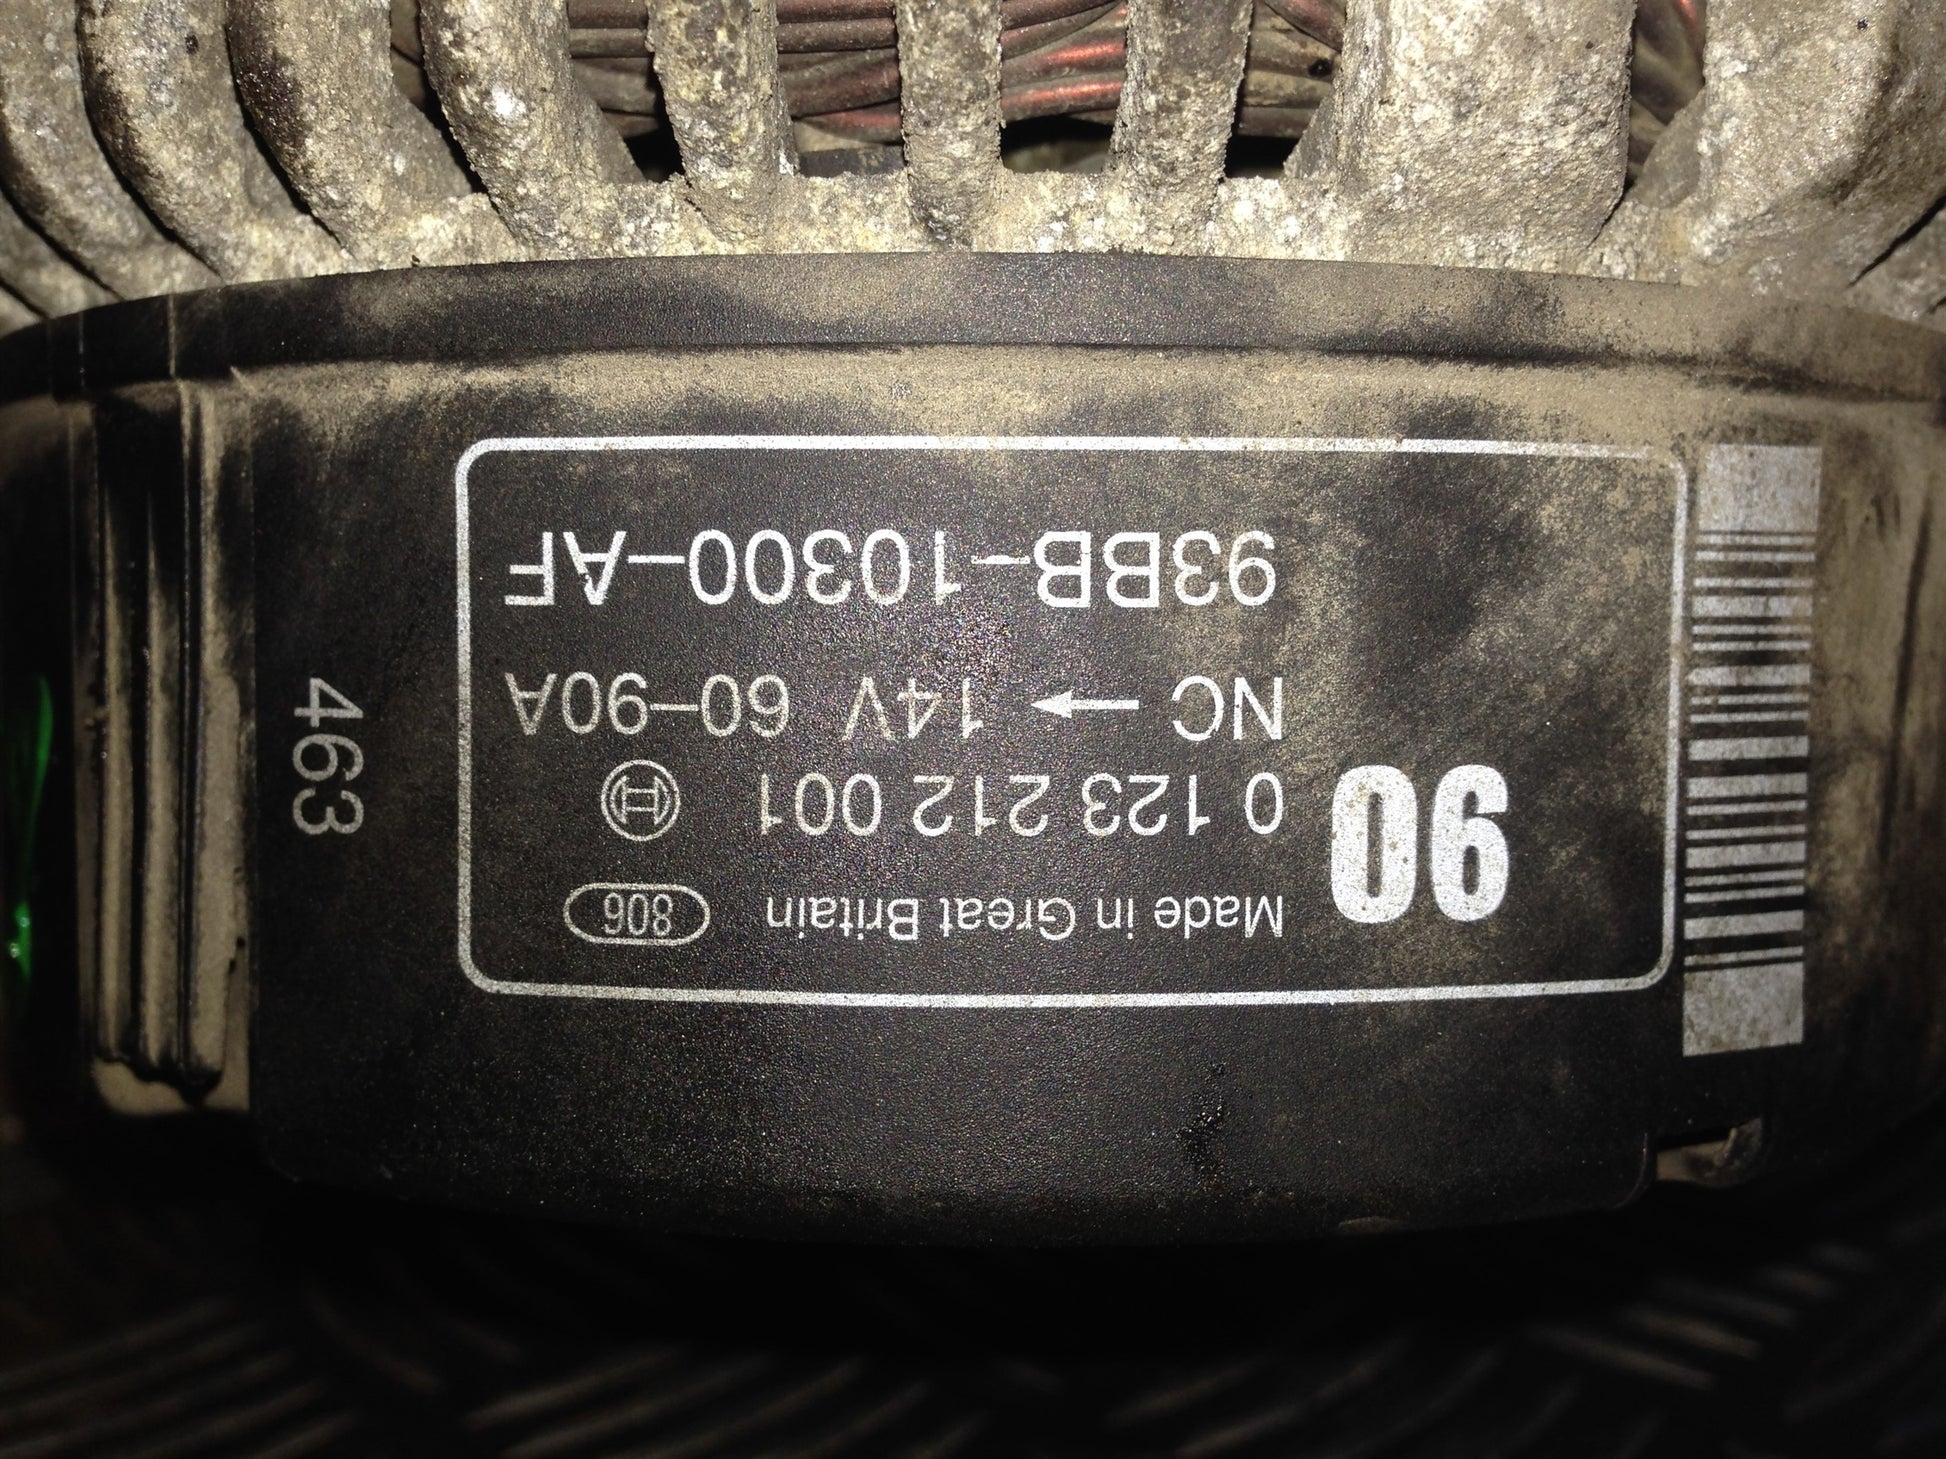 93BB-10300-AF
NC → 14V 60-90A
0 123 212 001
Made in Great Britain 806
90
463